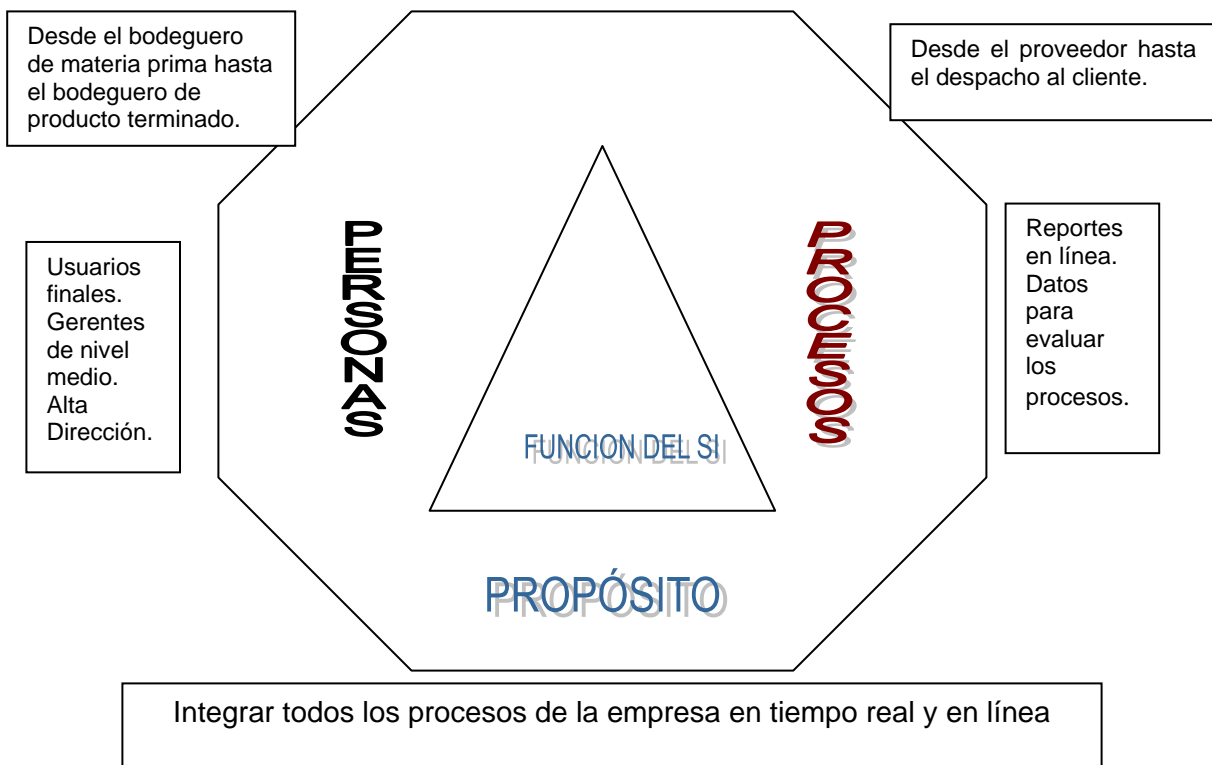 Desde el bodeguero
de materia prima hasta
el bodeguero de
producto terminado.
Desde el proveedor hasta
el despacho al cliente.
Usuarios
finales.
Gerentes
de nivel
medio.
Alta
Dirección.
PERSONAS
FUNCION DEL SI
PROCESOS
Reportes
en línea.
Datos
para
evaluar
los
procesos.
PROPÓSITO
Integrar todos los procesos de la empresa en tiempo real y en línea